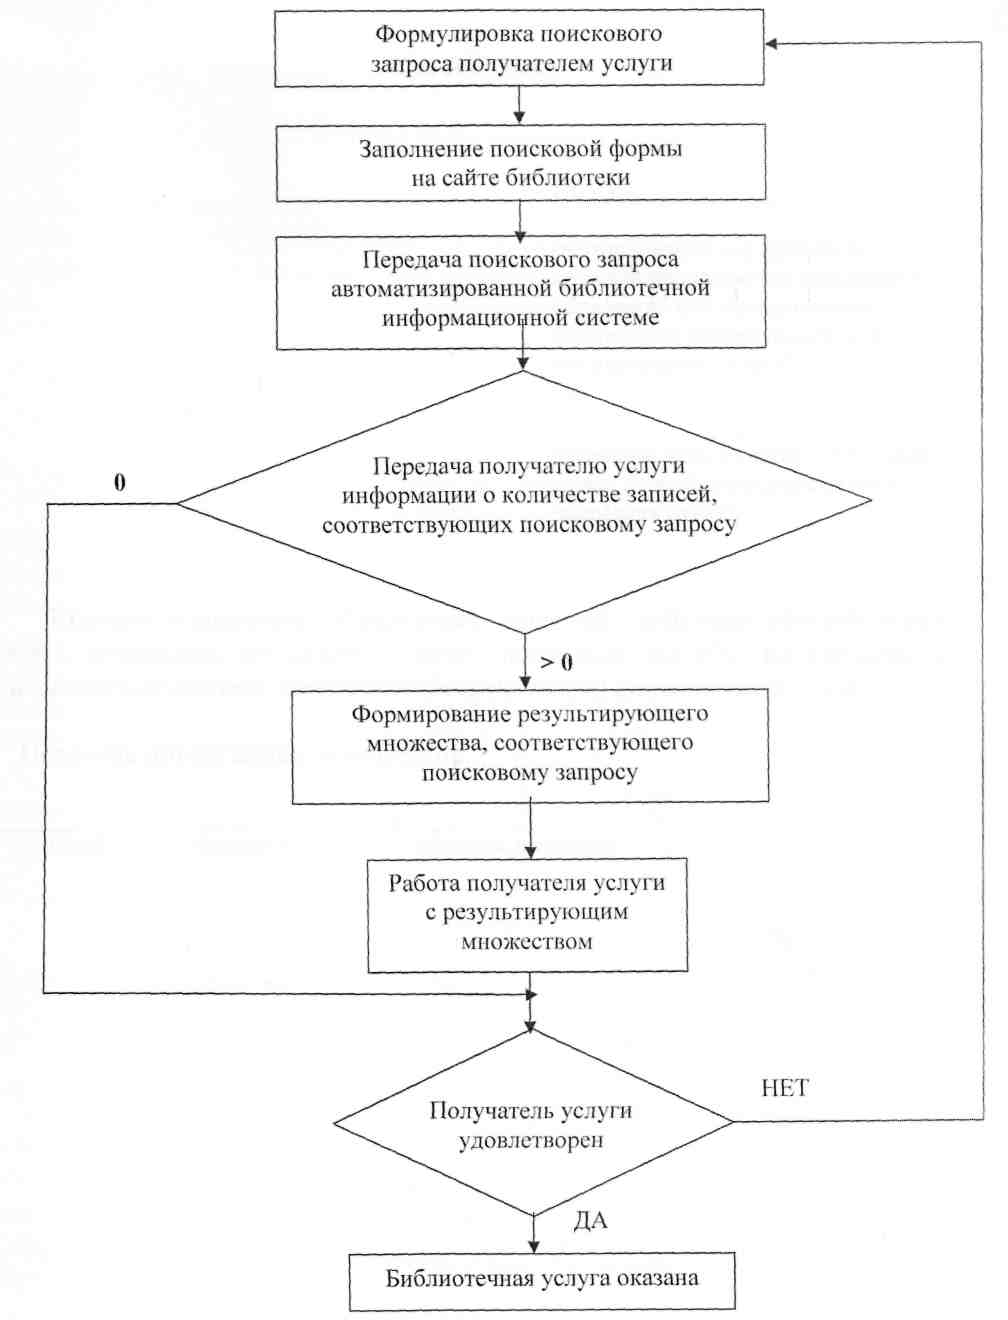 Формулировка поискового
запроса получателем услуги
Заполнение поисковой формы
на сайте библиотеки
Передача поискового запроса
автоматизированной библиотечной
информационной системе
Передача получателю услуги
информации о количестве записей,
соответствующих поисковому запросу
0
> 0
Формирование результирующего
множества, соответствующего
поисковому запросу
Работа получателя услуги
с результирующим
множеством
НЕТ
Получатель услуги
удовлетворен
ДА
Библиотечная услуга оказана